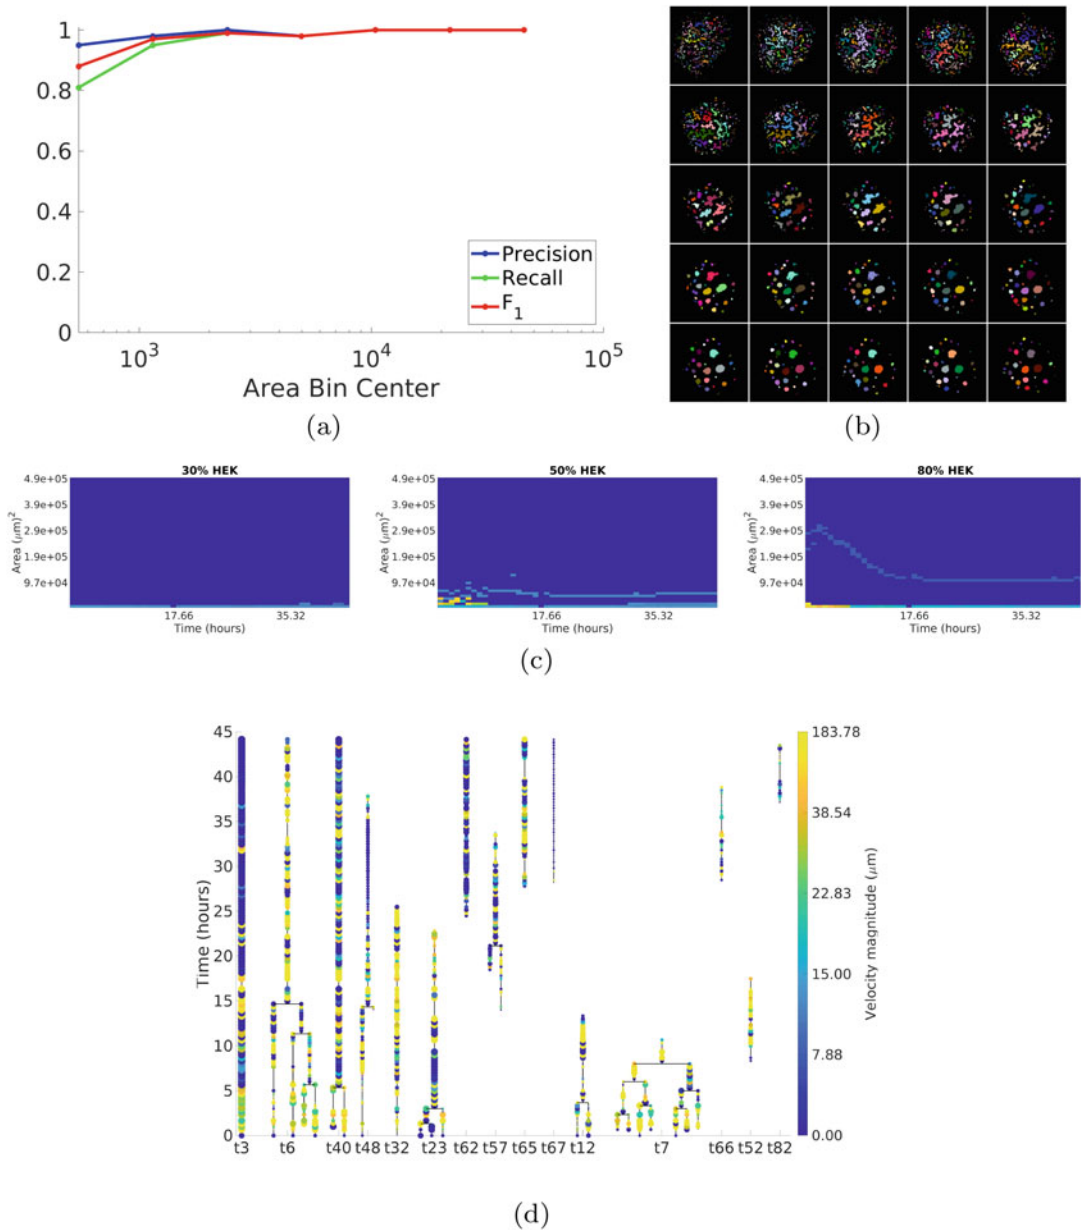 1
0.8
0.6
0.4
0.2
0
Precision
Recall
F1
10^3
10^4
10^5
Area Bin Center
(a)
(b)
30% HEK
50% HEK
80% HEK
4.9e+05
3.9e+05
2.9e+05
1.9e+05
9.7e+04
Area (μm)^2
17.66
35.32
Time (hours)
4.9e+05
3.9e+05
2.9e+05
1.9e+05
9.7e+04
Area (μm)^2
17.66
35.32
Time (hours)
4.9e+05
3.9e+05
2.9e+05
1.9e+05
9.7e+04
Area (μm)^2
17.66
35.32
Time (hours)
(c)
45
40
35
30
25
20
15
10
5
0
Time (hours)
t3 t6 t40 t48 t32 t23 t62 t57 t65 t67 t12 t7 t66 t52 t82
183.78
38.54
22.83
15.00
7.88
0.00
Velocity magnitude (μm)
(d)